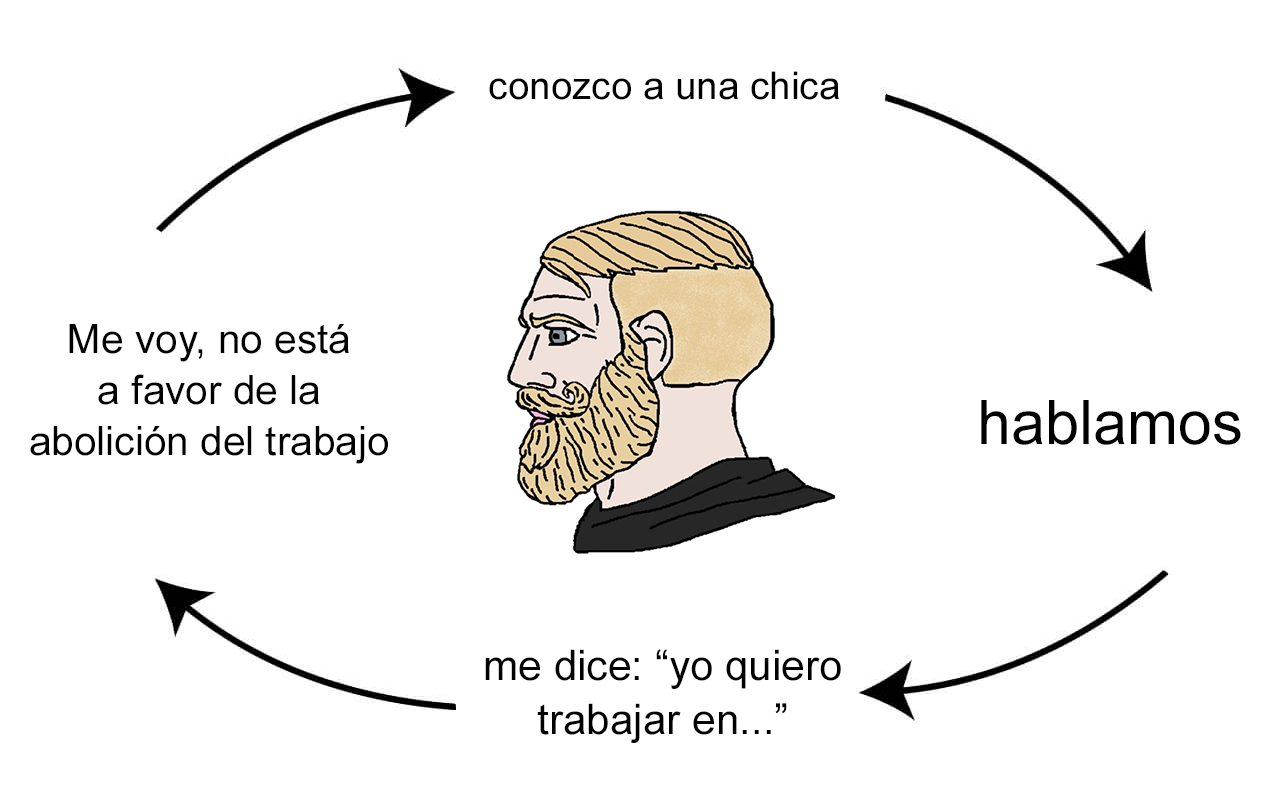 conozco a una chica
hablamos
me dice: “yo quiero
trabajar en...”
Me voy, no está
a favor de la
abolición del trabajo